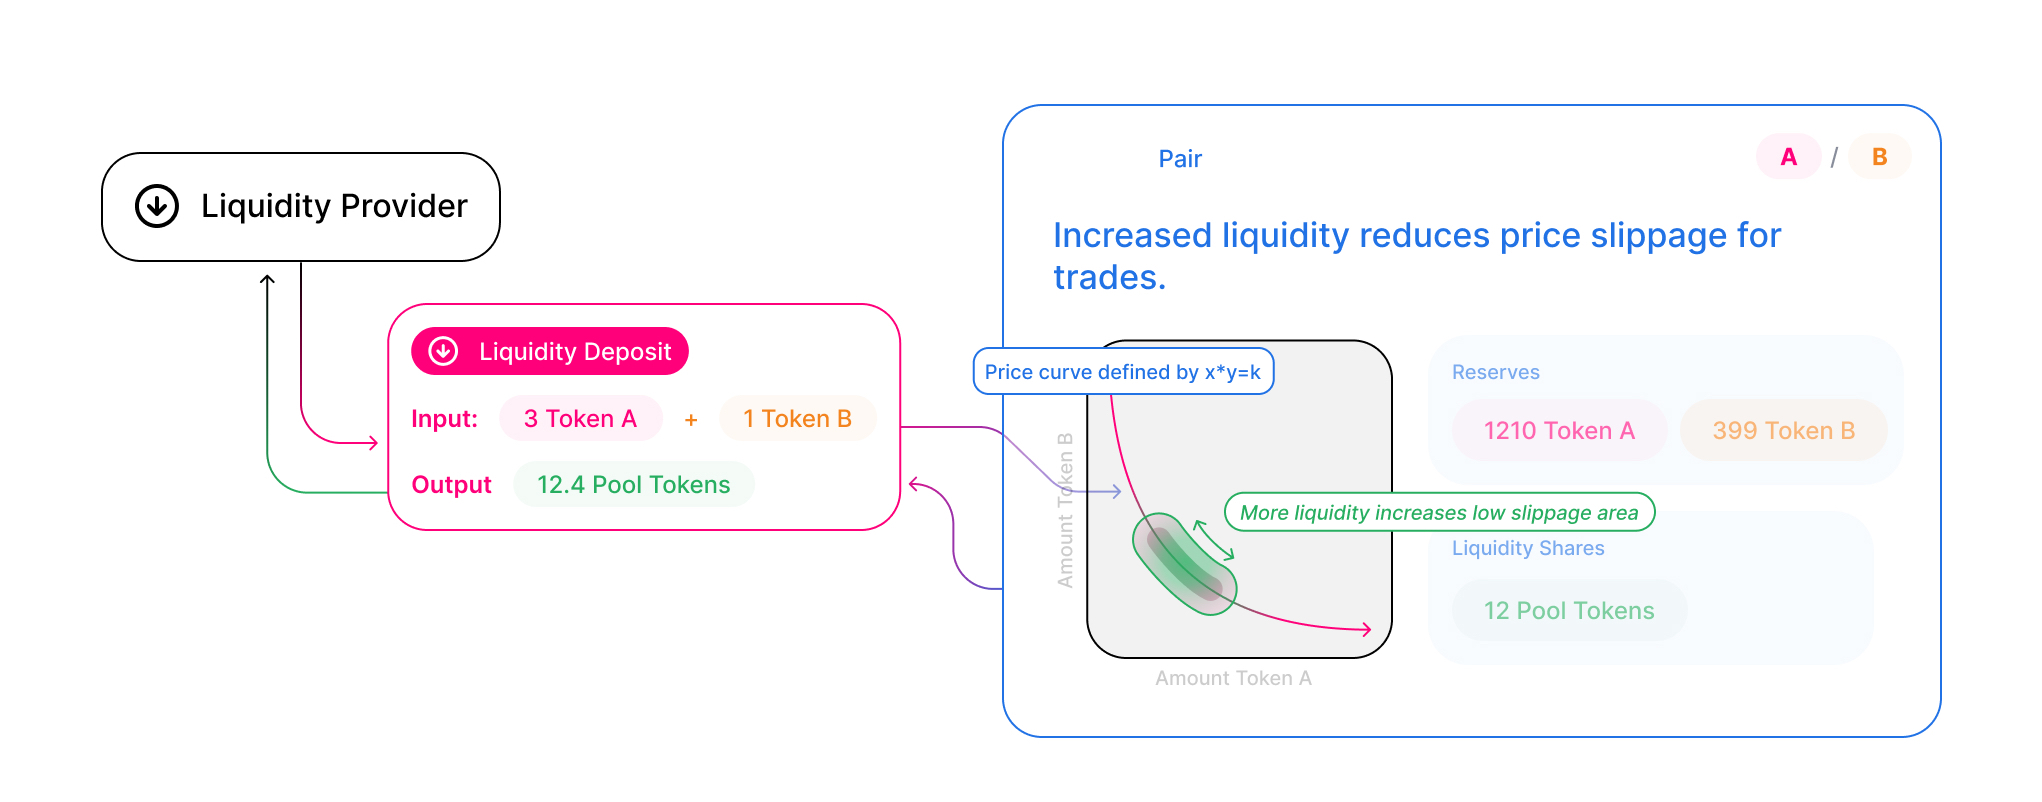 Liquidity Provider
Liquidity Deposit
Input: 3 Token A + 1 Token B
Output 12.4 Pool Tokens
Pair
A / B
Increased liquidity reduces price slippage for
trades.
Price curve defined by x*y=k
Amount Token B
Amount Token A
More liquidity increases low slippage area
Reserves
1210 Token A 399 Token B
Liquidity Shares
12 Pool Tokens